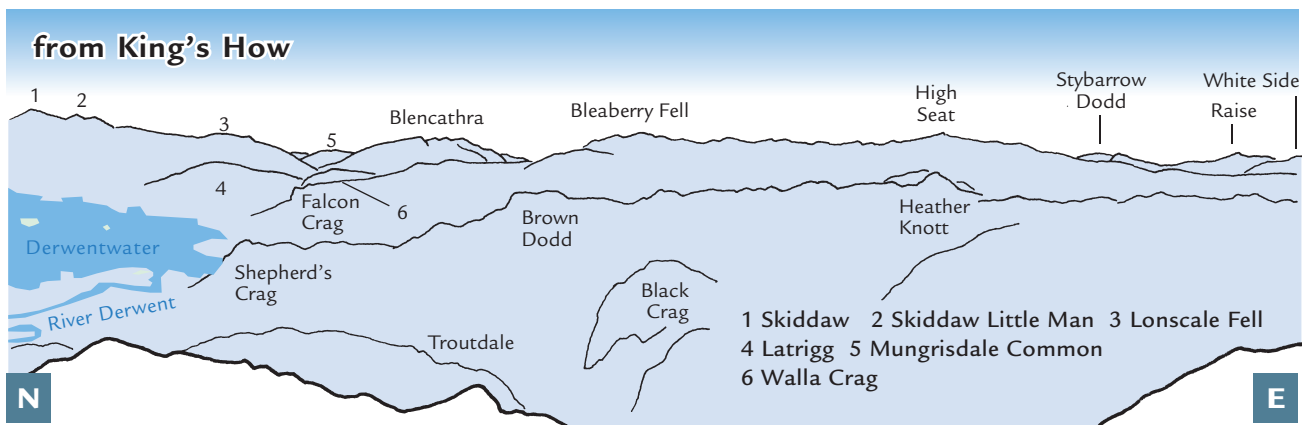 from King's How
1
2
3
4
5
6
Blencathra
Bleaberry Fell
High
Seat
Stybarrow
Dodd
White Side
Raise
Falcon
Crag
Brown
Dodd
Heather
Knott
Derwentwater
Shepherd's
Crag
River Derwent
Troutdale
Black
Crag
1 Skiddaw 2 Skiddaw Little Man 3 Lonscale Fell
4 Latrigg 5 Mungrisdale Common
6 Walla Crag
N
E